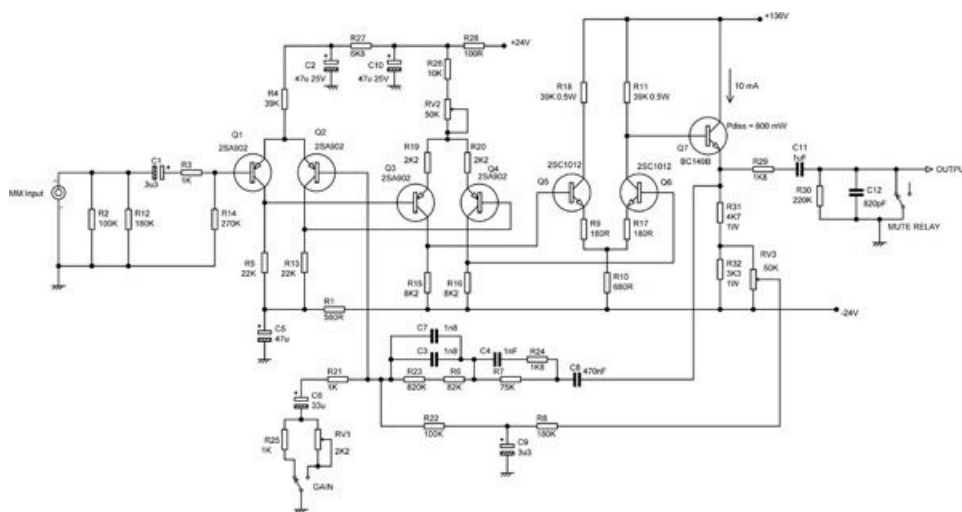 +136V
R27
5K6
R28
100R
+24V
C2
47u 25V
C10
47u 25V
R26
10K
R18
39K 0.5W
R11
39K 0.5W
10 mA
R4
39K
RV2
50K
Q7
Pdiss = 800 mW
BC149B
Q1
2SA902
Q2
2SA902
R19
2K2
R20
2K2
C1
3u3
R3
1K
Q3
2SA902
Q4
2SA902
2SC1012
Q5
2SC1012
Q6
R29
1K8
C11
1uF
OUTPUT
MM Input
R2
100K
R12
180K
R14
270K
R9
180R
R17
180R
R31
4K7
1W
R30
220K
C12
820pF
MUTE RELAY
R5
22K
R13
22K
R15
8K2
R16
8K2
R10
680R
R32
3K3
1W
RV3
50K
R1
560R
-24V
C5
47u
C7
1n8
C3
1n8
C4
1nF
R24
1K8
R21
1K
R23
820K
R6
82K
R7
75K
470nF
33u
R22
100K
R8
180K
R25
1K
RV1
2K2
C9
3u3
GAIN